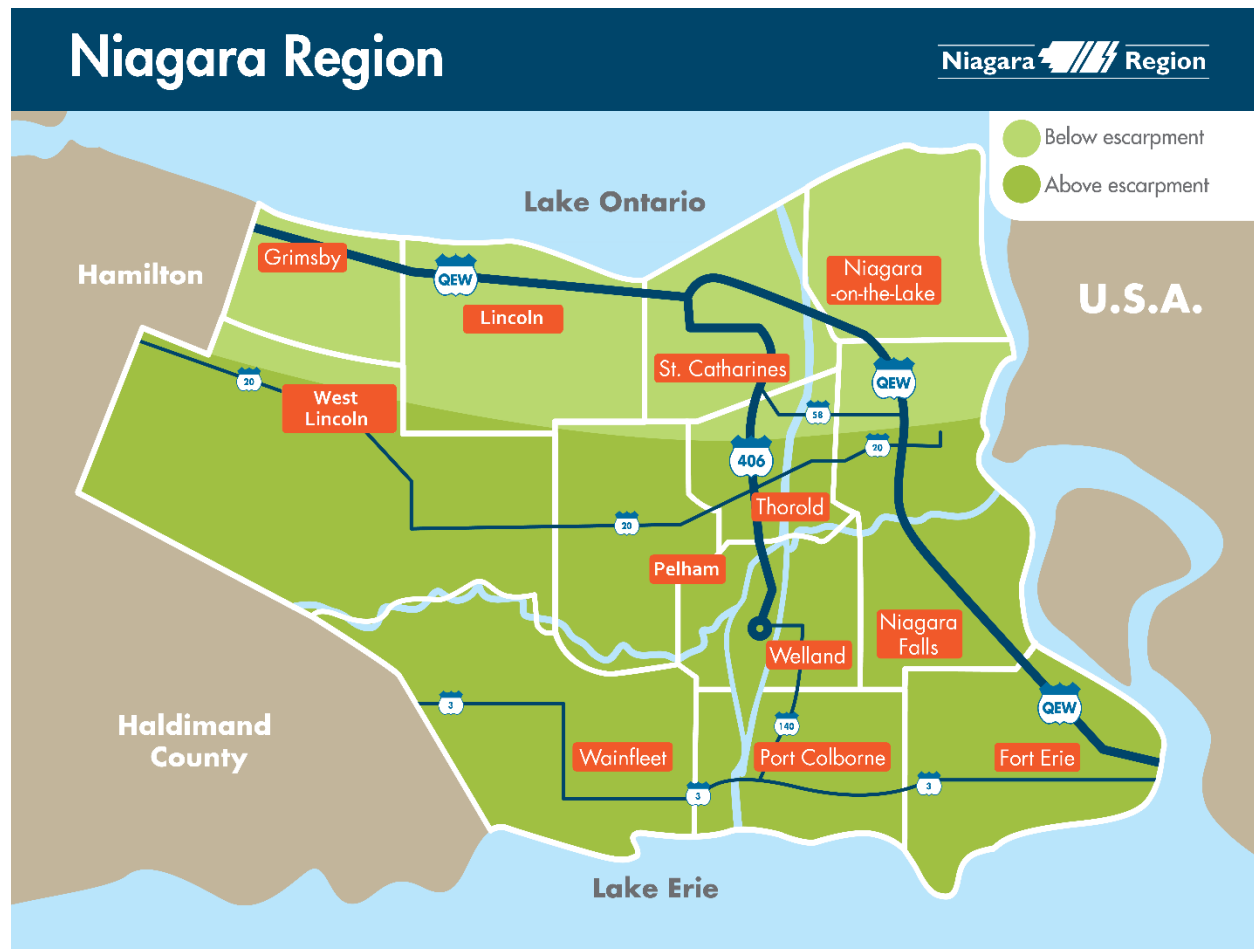 Niagara Region
Niagara Region
Below escarpment
Above escarpment
Lake Ontario
Hamilton
Grimsby
QEW
Lincoln
Niagara
-on-the-Lake
U.S.A.
St. Catharines
QEW
20
West
Lincoln
58
20
406
Thorold
20
Pelham
Niagara
Falls
Welland
3
QEW
140
Haldimand
County
Wainfleet
Port Colborne
Fort Erie
3
3
Lake Erie